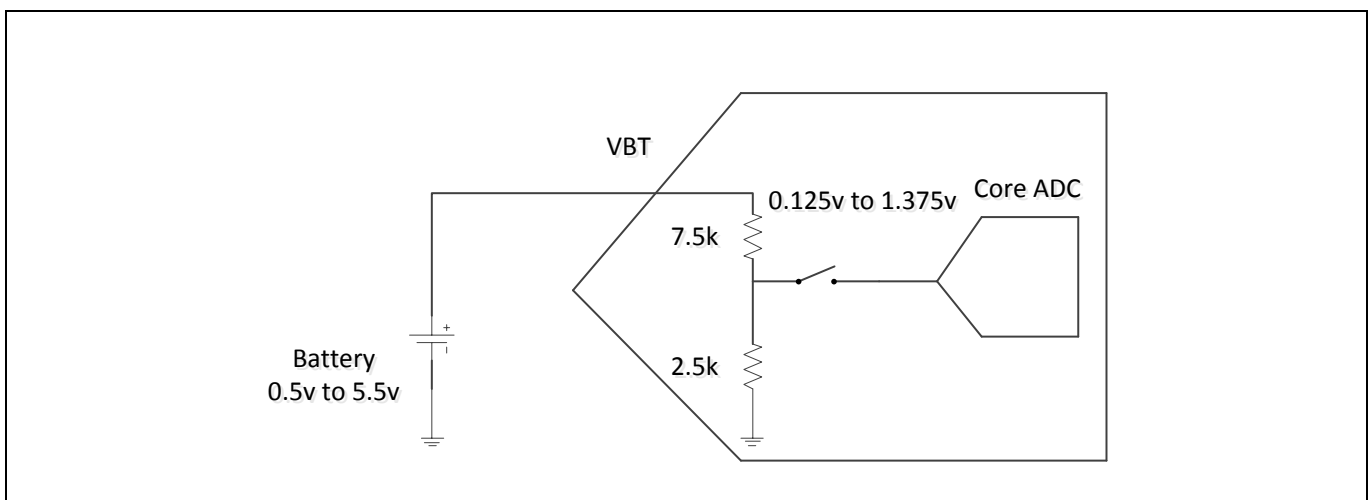 VBT
0.125v to 1.375v
Core ADC
7.5k
+
-
Battery
0.5v to 5.5v
2.5k